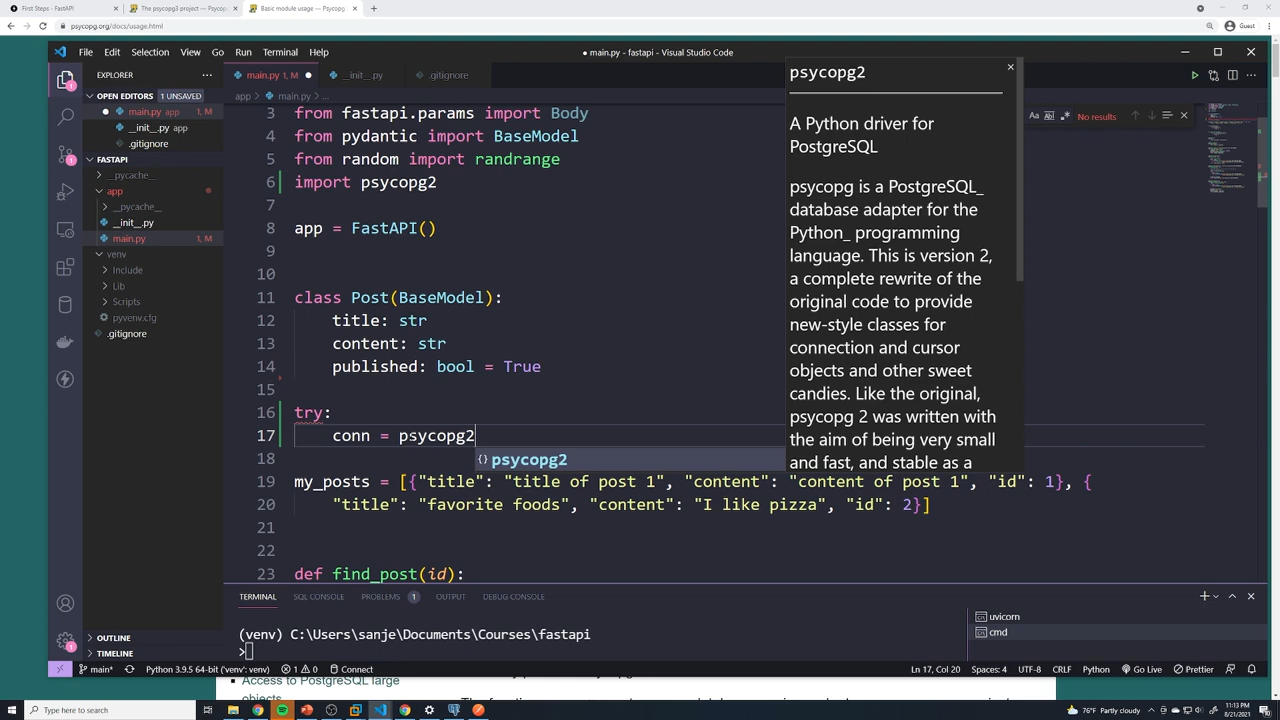 First Steps - FastAPI
The psycopg3 project — Psycop
Basic module usage — Psycopg
psycopg.org/docs/usage.html
Guest
File Edit Selection View Go Run Terminal Help
● main.py - fastapi - Visual Studio Code
EXPLORER
OPEN EDITORS 1 UNSAVED
main.py app
__init__.py app
.gitignore
FASTAPI
__pycache__
app
__pycache__
__init__.py
main.py 1, M
venv
Include
Lib
Scripts
pyvenv.cfg
.gitignore
OUTLINE
TIMELINE
main.py 1, M
__init__.py
.gitignore
app > main.py > ...
Aa No results
3 from fastapi.params import Body
4 from pydantic import BaseModel
5 from random import randrange
6 import psycopg2
7
8 app = FastAPI()
9
10
11 class Post(BaseModel):
12 title: str
13 content: str
14 published: bool = True
15
16 try:
17 conn = psycopg2
18
19 my_posts = [{"title": "title of post 1", "content": "content of post 1", "id": 1}, {
20 "title": "favorite foods", "content": "I like pizza", "id": 2}]
21
22
23 def find_post(id):
{} psycopg2
psycopg2
A Python driver for
PostgreSQL
psycopg is a PostgreSQL_
database adapter for the
Python_ programming
language. This is version 2,
a complete rewrite of the
original code to provide
new-style classes for
connection and cursor
objects and other sweet
candies. Like the original,
psycopg 2 was written with
the aim of being very small
and fast, and stable as a
TERMINAL SQL CONSOLE PROBLEMS 1 OUTPUT DEBUG CONSOLE
(venv) C:\Users\sanje\Documents\Courses\fastapi
>
uvicorn
cmd
main* Python 3.9.5 64-bit ('venv': venv) 1 0 Connect Ln 17, Col 20 Spaces: 4 UTF-8 CRLF Python Go Live Prettier
Access to PostgreSQL large
objects
Type here to search
76°F Partly cloudy
11:13 PM
8/21/2021